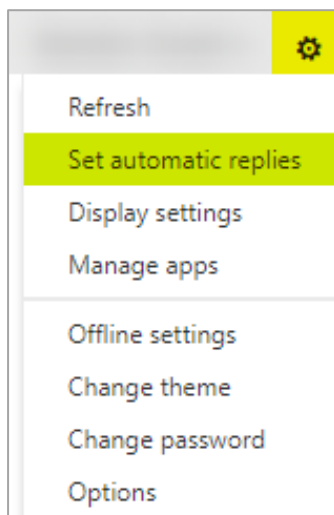 Refresh
Set automatic replies
Display settings
Manage apps
Offline settings
Change theme
Change password
Options